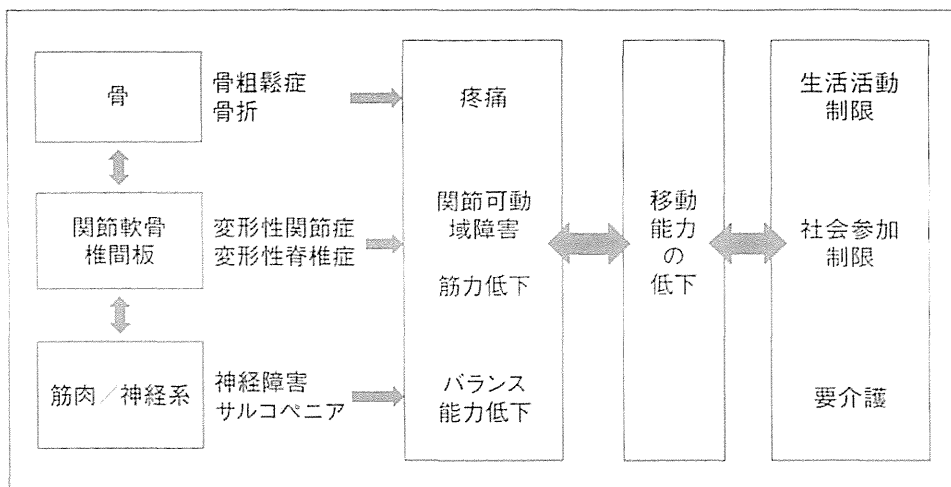 骨
骨粗鬆症
骨折
関節軟骨
椎間板
変形性関節症
変形性脊椎症
筋肉／神経系
神経障害
サルコペニア
疼痛
関節可動
域障害
筋力低下
バランス
能力低下
移動
能力
の
低下
生活活動
制限
社会参加
制限
要介護